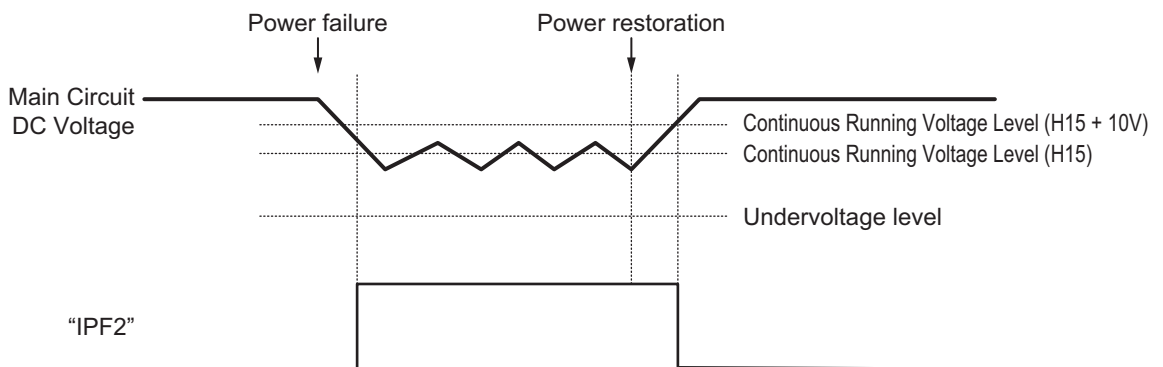 Power failure
Power restoration
Main Circuit
DC Voltage
Continuous Running Voltage Level (H15 + 10V)
Continuous Running Voltage Level (H15)
Undervoltage level
“IPF2”